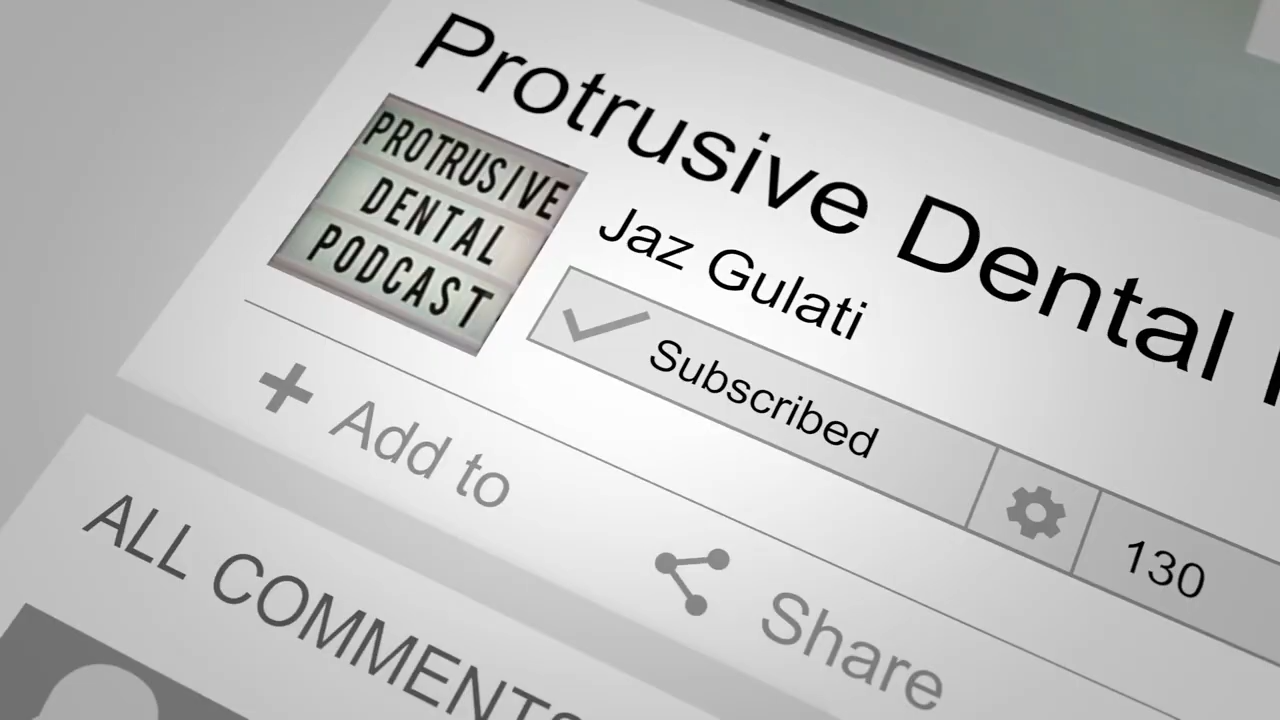 Protrusive Dental
PROTRUSIVE
DENTAL
PODCAST
Jaz Gulati
Subscribed
130
Add to
Share
ALL COMMENTS